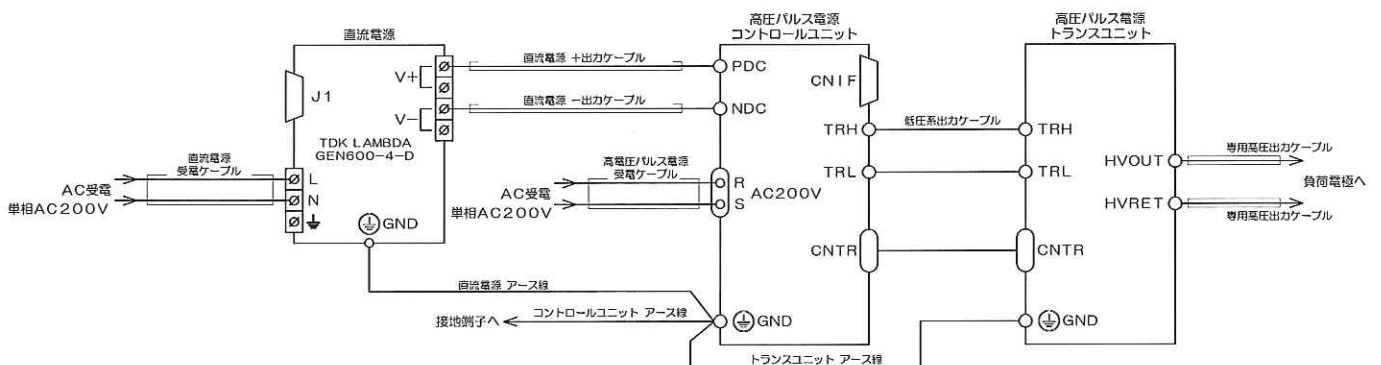 直流電源
V+
V-
J1
TDK LAMBDA
GEN600-4-D
直流電源
受電ケーブル
AC受電
単相AC200V
L
N
GND
直流電源 +出力ケーブル
直流電源 -出力ケーブル
高電圧パルス電源
受電ケーブル
AC受電
単相AC200V
直流電源 アース線
接地端子へ
コントロールユニット アース線
高圧パルス電源
コントロールユニット
PDC
NDC
CNIF
TRH
TRL
R
S
AC200V
CNTR
GND
トランスユニット アース線
低圧系出力ケーブル
高圧パルス電源
トランスユニット
TRH
TRL
HVOUT
HVRET
CNTR
GND
専用高圧出力ケーブル
負荷電極へ
専用高圧出力ケーブル